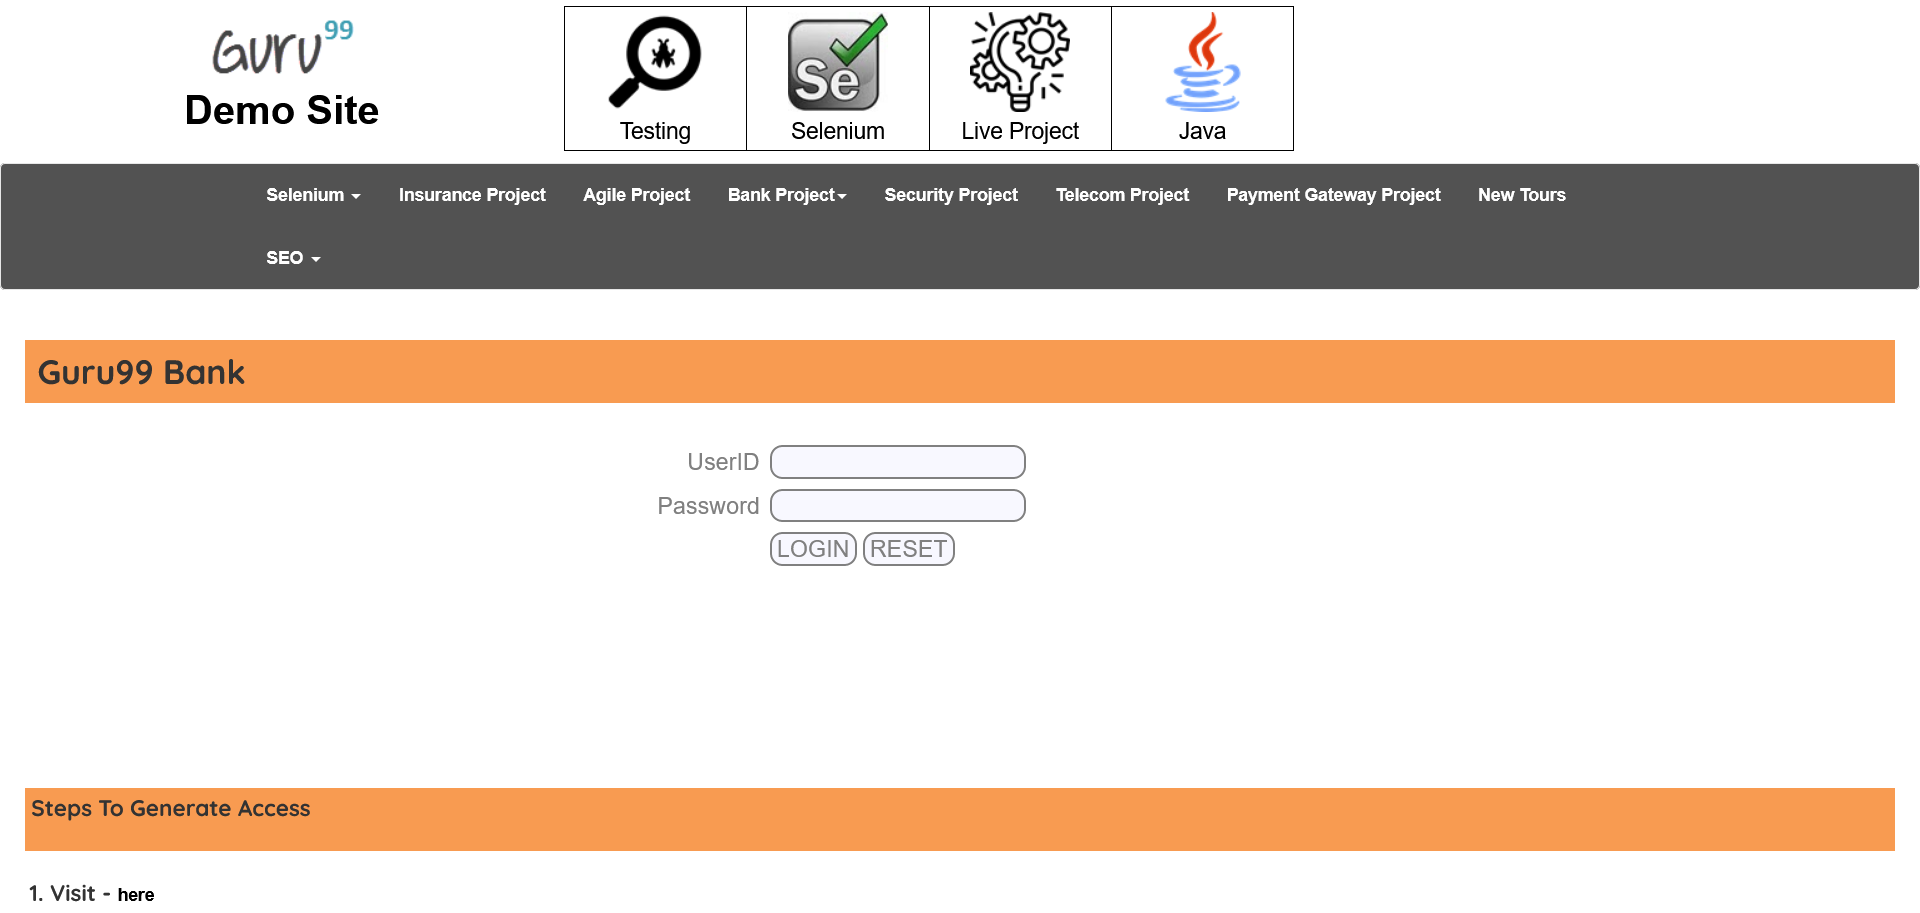 Guru99
Demo Site
Testing
Se
Selenium
Live Project
Java
Selenium
Insurance Project
Agile Project
Bank Project
Security Project
Telecom Project
Payment Gateway Project
New Tours
SEO
Guru99 Bank
UserID
Password
LOGIN RESET
Steps To Generate Access
1. Visit - here